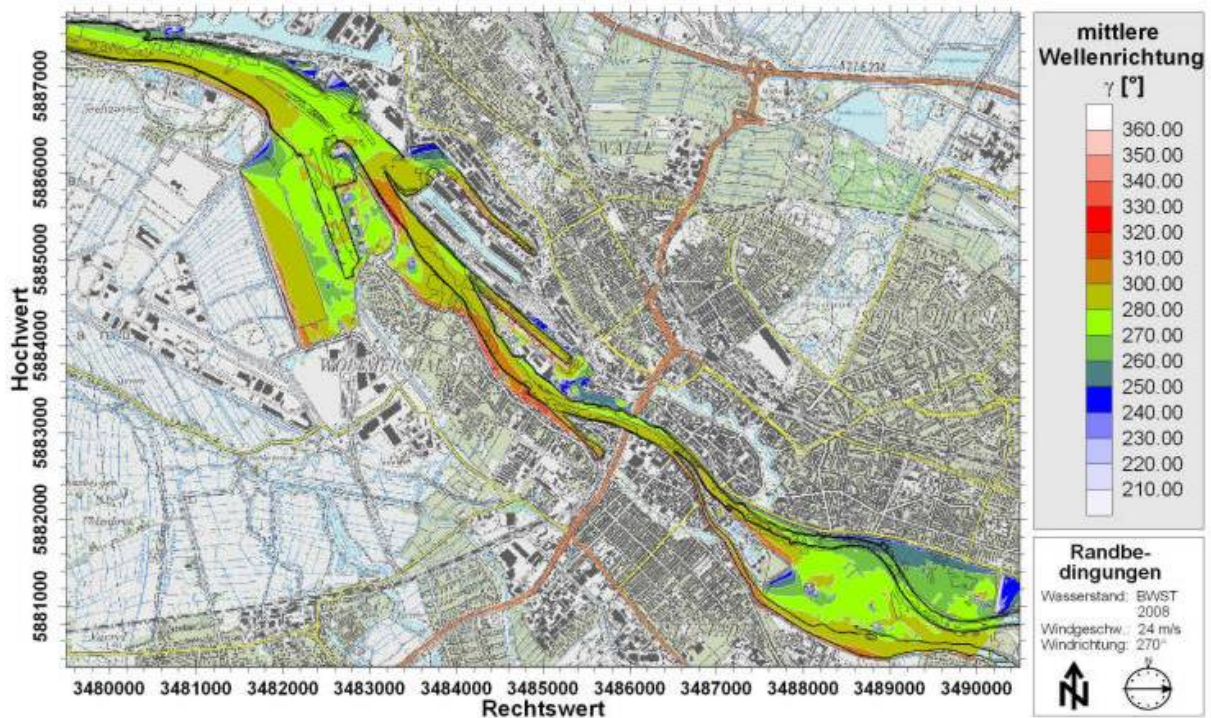 5887000
5886000
5885000
5884000
5883000
5882000
5881000
Hochwert
3480000 3481000 3482000 3483000 3484000 3485000 3486000 3487000 3488000 3489000 3490000
Rechtswert
mittlere
Wellenrichtung
γ [°]
360.00
350.00
340.00
330.00
320.00
310.00
300.00
280.00
270.00
260.00
250.00
240.00
230.00
220.00
210.00
Randbe-
dingungen
Wasserstand: BWST
2008
Windgeschw.: 24 m/s
Windrichtung: 270°
N
N